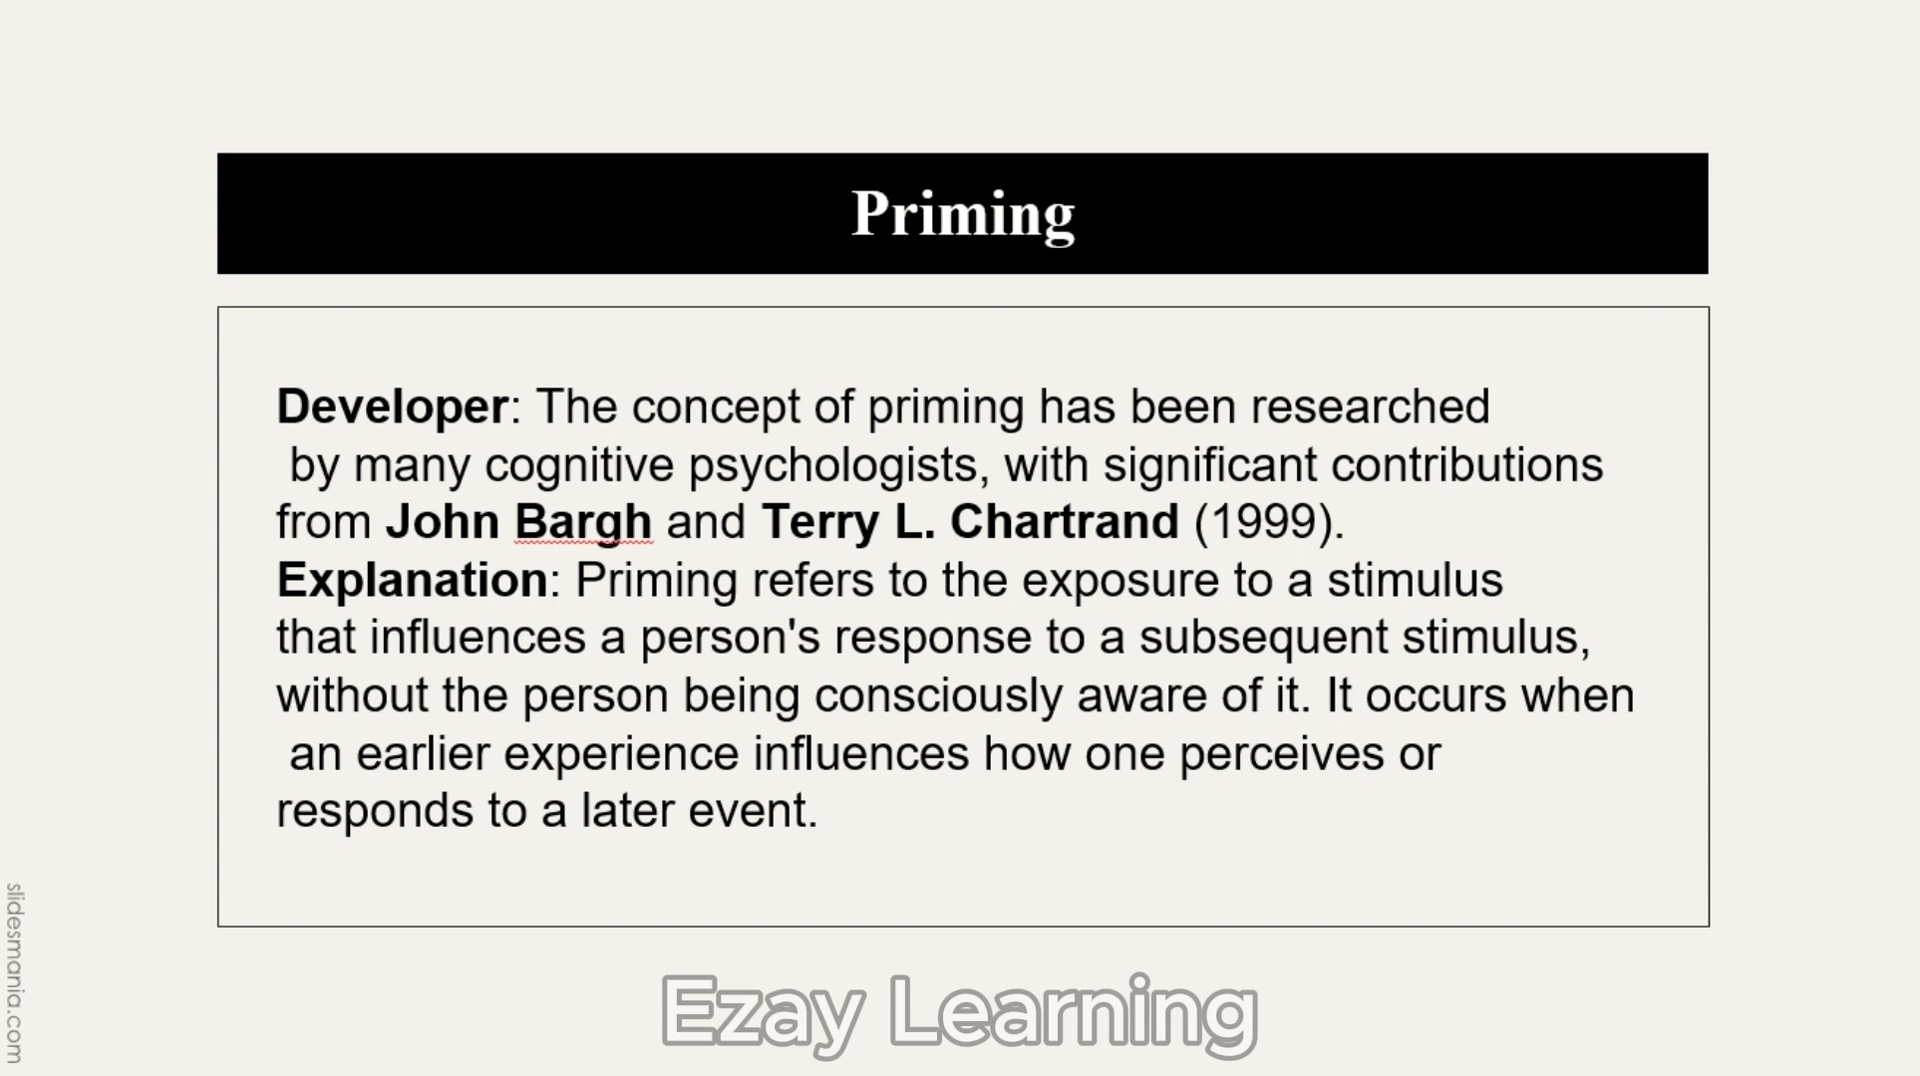 Priming
Developer: The concept of priming has been researched
by many cognitive psychologists, with significant contributions
from John Bargh and Terry L. Chartrand (1999).
Explanation: Priming refers to the exposure to a stimulus
that influences a person's response to a subsequent stimulus,
without the person being consciously aware of it. It occurs when
an earlier experience influences how one perceives or
responds to a later event.
slidesmania.com
Ezay Learning